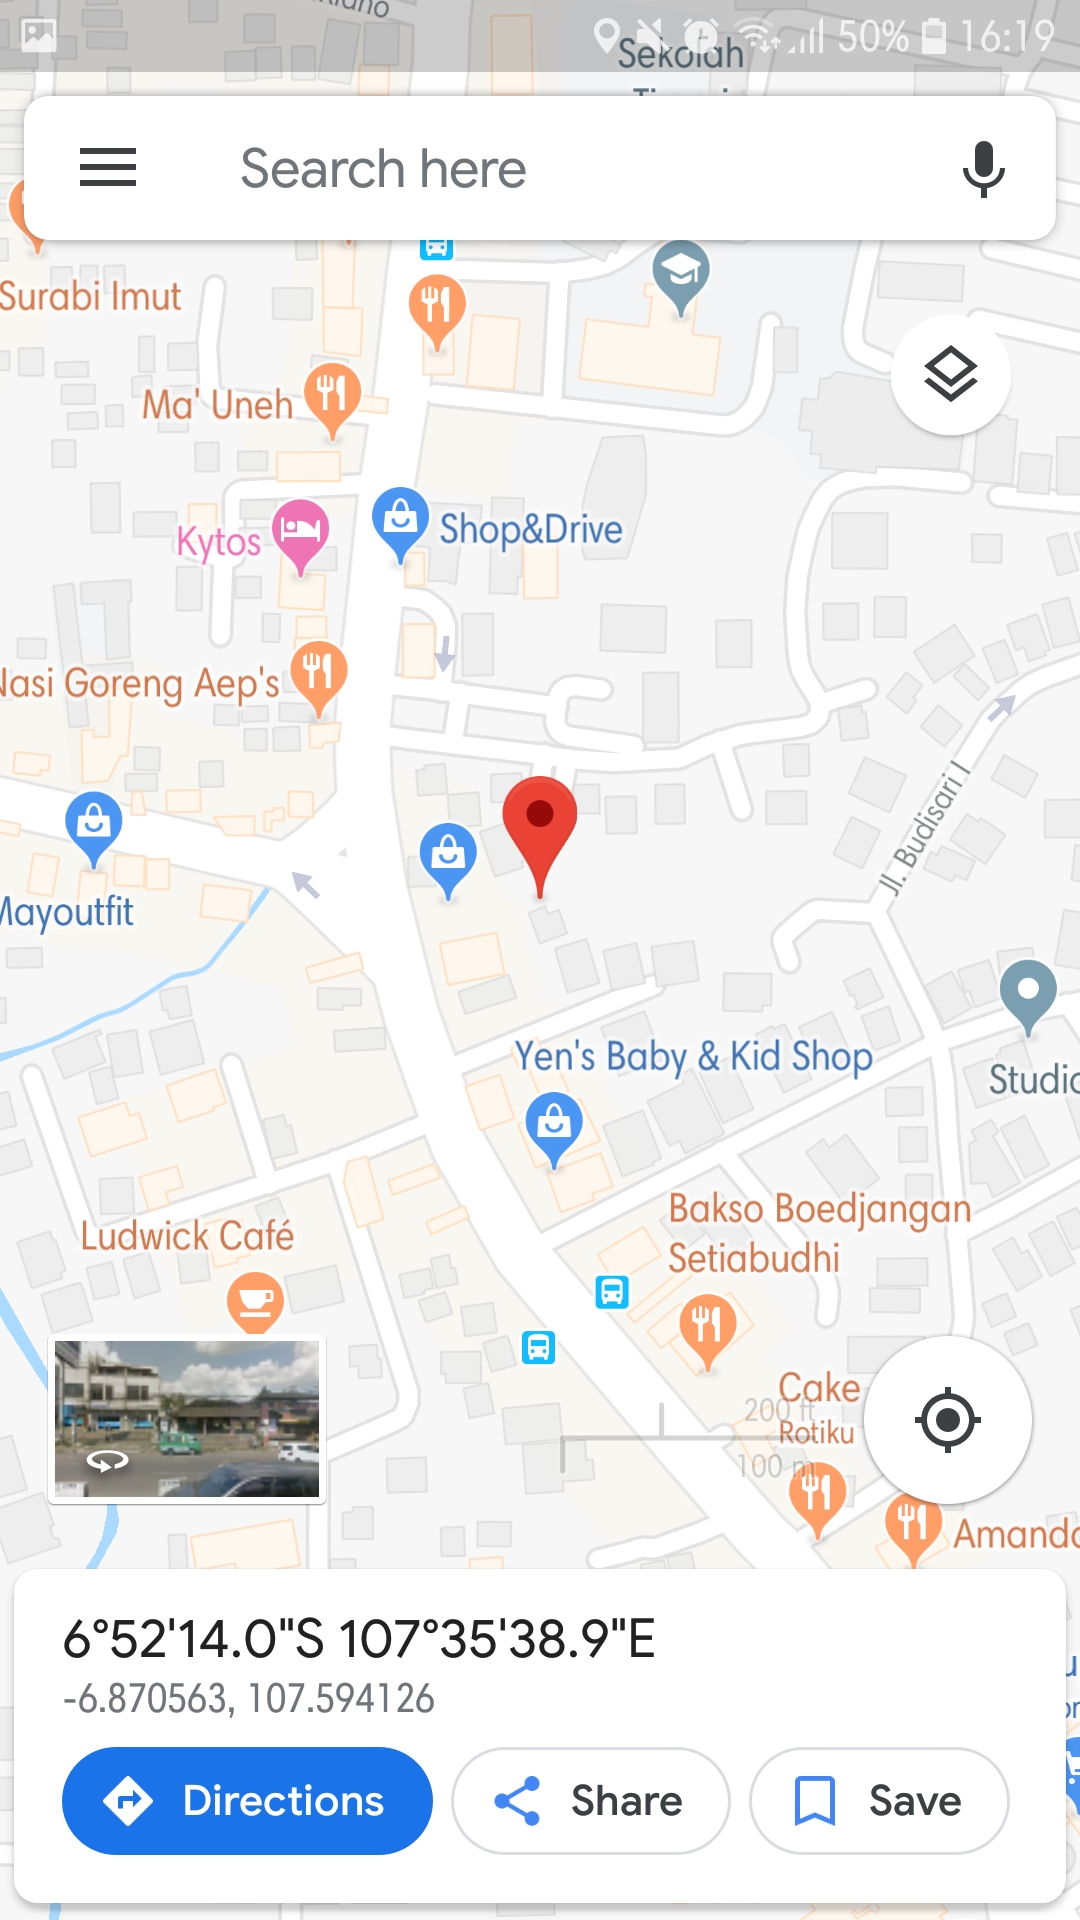 50% 16:19
Sekolah
Search here
Surabi Imut
Ma' Uneh
Shop&Drive
Kytos
Nasi Goreng Aep's
Jl. Budisari I
Mayoutfit
Yen's Baby & Kid Shop
Studio
Bakso Boedjangan
Setiabudhi
Ludwick Café
Cake
Rotiku
200 ft
100 m
Amanda
6°52'14.0"S 107°35'38.9"E
-6.870563, 107.594126
Directions
Share
Save